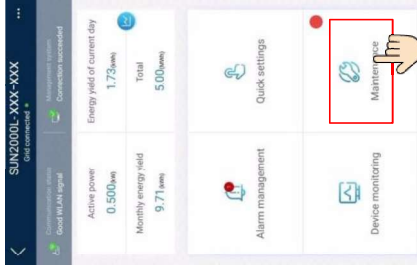 SUN2000L-XXX-XXX
Grid connected
Communication status
Good WLAN signal
Management system
Connection succeeded
Active power
0.500(kW)
Energy yield of current day
1.73(kWh)
Monthly energy yield
9.71(kWh)
Total
5.00(MWh)
Alarm management
Quick settings
Device monitoring
Maintenance